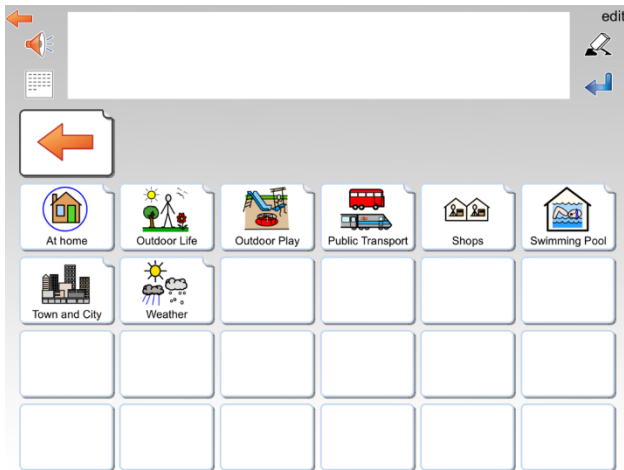 edit
At home
Outdoor Life
Outdoor Play
Public Transport
Shops
Swimming Pool
Town and City
Weather